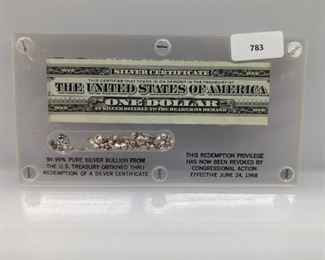 783
ONE SILVER CERTIFICATE ONE
THIS CERTIFIES THAT THERE IS ON DEPOSIT IN THE TREASURY OF
THE UNITED STATES OF AMERICA
ONE DOLLAR
IN SILVER PAYABLE TO THE BEARER ON DEMAND
99.99% PURE SILVER BULLION FROM
THE U.S. TREASURY OBTAINED THRU
REDEMPTION OF A SILVER CERTIFICATE
THIS REDEMPTION PRIVILEGE
HAS NOW BEEN REVOKED BY
CONGRESSIONAL ACTION
EFFECTIVE JUNE 24, 1968